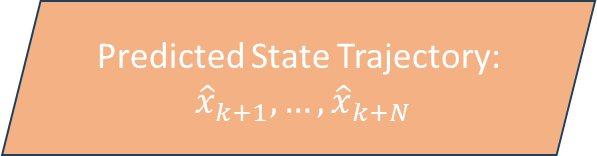 Predicted State Trajectory:
x̂ₖ₊₁, … , x̂ₖ₊N